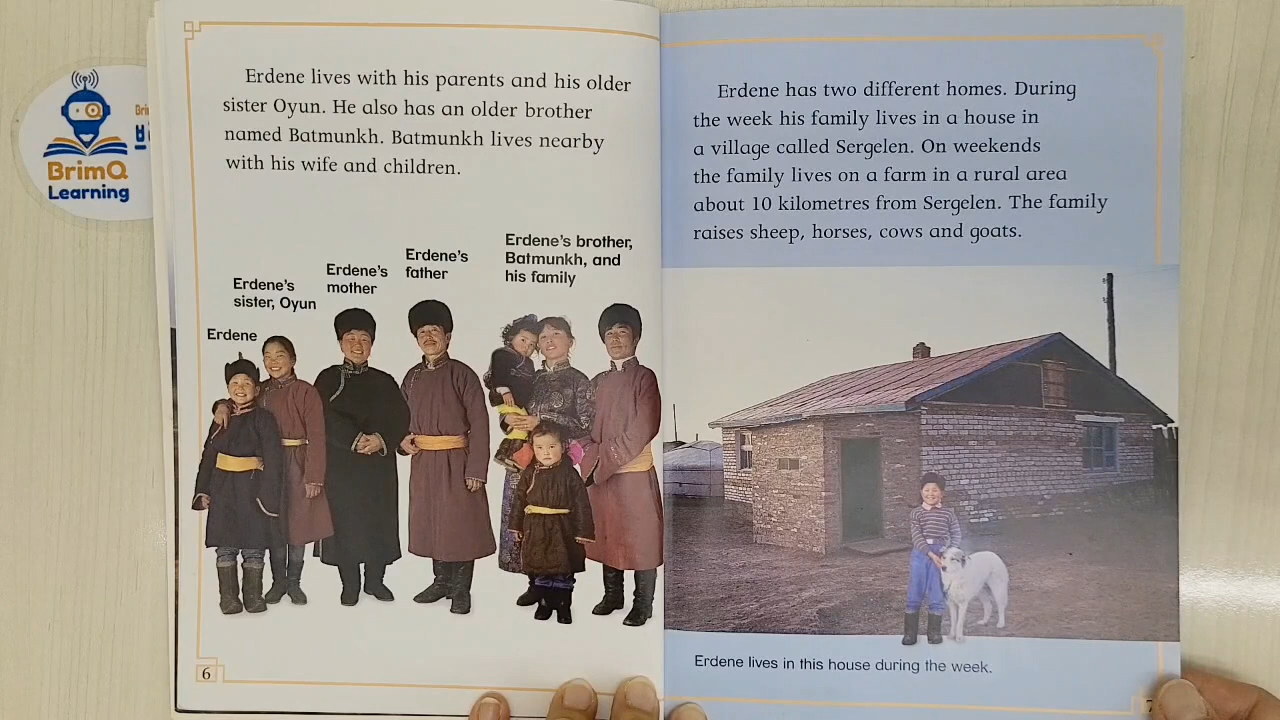 BrimQ
Learning
Erdene lives with his parents and his older
sister Oyun. He also has an older brother
named Batmunkh. Batmunkh lives nearby
with his wife and children.
Erdene
Erdene's
sister, Oyun
Erdene's
mother
Erdene's
father
Erdene's brother,
Batmunkh, and
his family
6
Erdene has two different homes. During
the week his family lives in a house in
a village called Sergelen. On weekends
the family lives on a farm in a rural area
about 10 kilometres from Sergelen. The family
raises sheep, horses, cows and goats.
Erdene lives in this house during the week.